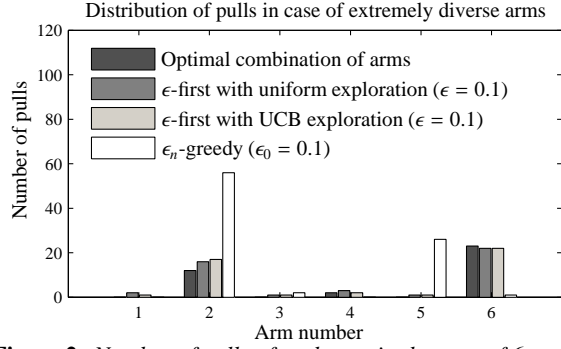 Distribution of pulls in case of extremely diverse arms
120
100
80
60
40
20
0
Number of pulls
Optimal combination of arms
ϵ-first with uniform exploration (ϵ = 0.1)
ϵ-first with UCB exploration (ϵ = 0.1)
ϵn-greedy (ϵ0 = 0.1)
1 2 3 4 5 6
Arm number